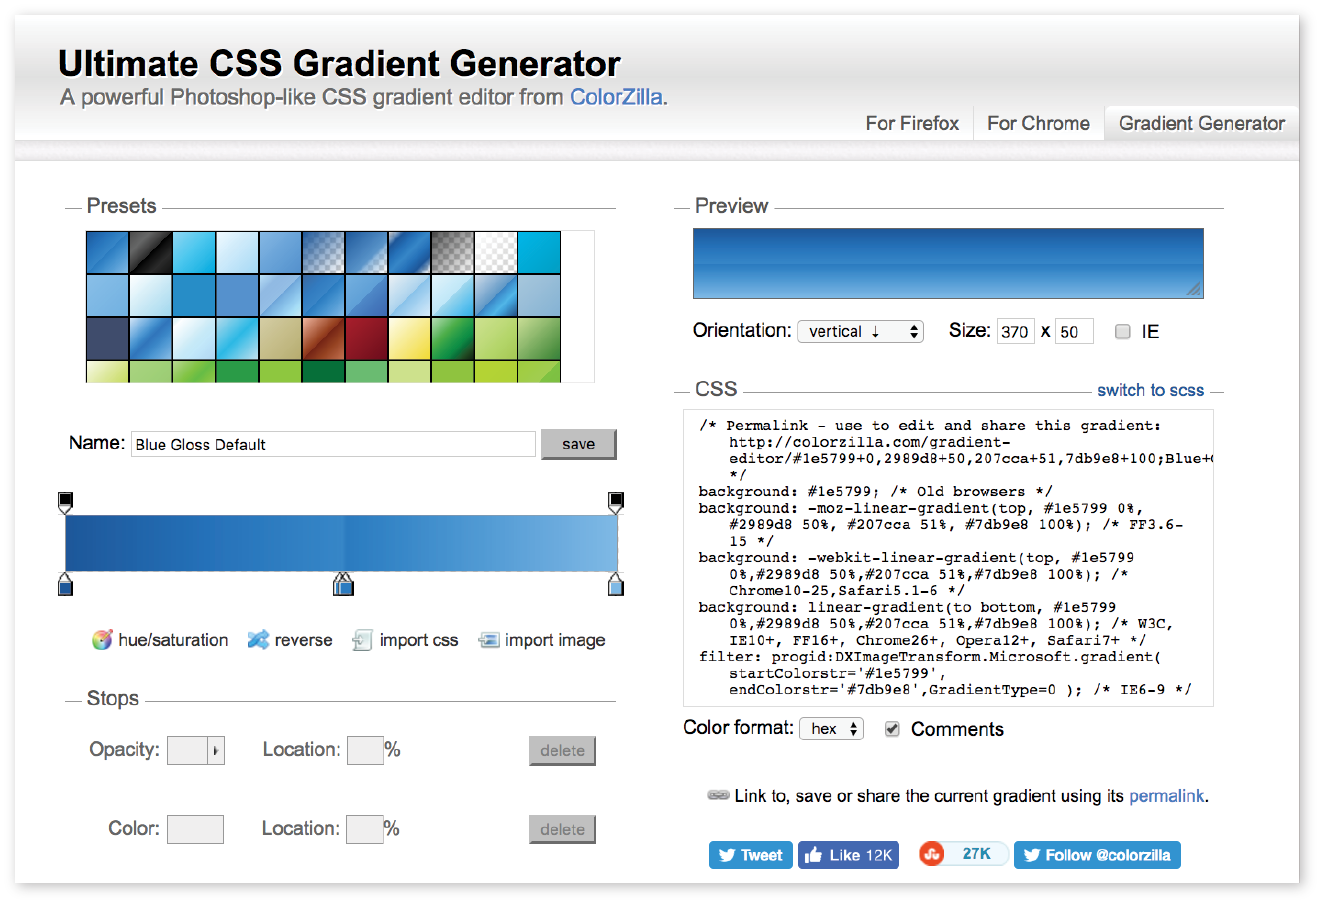 Ultimate CSS Gradient Generator
A powerful Photoshop-like CSS gradient editor from ColorZilla.
For Firefox
For Chrome
Gradient Generator
Presets
Name: Blue Gloss Default save
hue/saturation reverse import css import image
Stops
Opacity: Location: % delete
Color: Location: % delete
Preview
Orientation: vertical ↓ Size: 370 x 50 IE
CSS switch to scss
/* Permalink - use to edit and share this gradient:
http://colorzilla.com/gradient-
editor/#1e5799+0,2989d8+50,207cca+51,7db9e8+100;Blue+
*/
background: #1e5799; /* Old browsers */
background: -moz-linear-gradient(top, #1e5799 0%,
#2989d8 50%, #207cca 51%, #7db9e8 100%); /* FF3.6-
15 */
background: -webkit-linear-gradient(top, #1e5799
0%,#2989d8 50%,#207cca 51%,#7db9e8 100%); /*
Chrome10-25,Safari5.1-6 */
background: linear-gradient(to bottom, #1e5799
0%,#2989d8 50%,#207cca 51%,#7db9e8 100%); /* W3C,
IE10+, FF16+, Chrome26+, Opera12+, Safari7+ */
filter: progid:DXImageTransform.Microsoft.gradient(
startColorstr='#1e5799',
endColorstr='#7db9e8',GradientType=0 ); /* IE6-9 */
Color format: hex Comments
Link to, save or share the current gradient using its permalink.
Tweet Like 12K 27K Follow @colorzilla